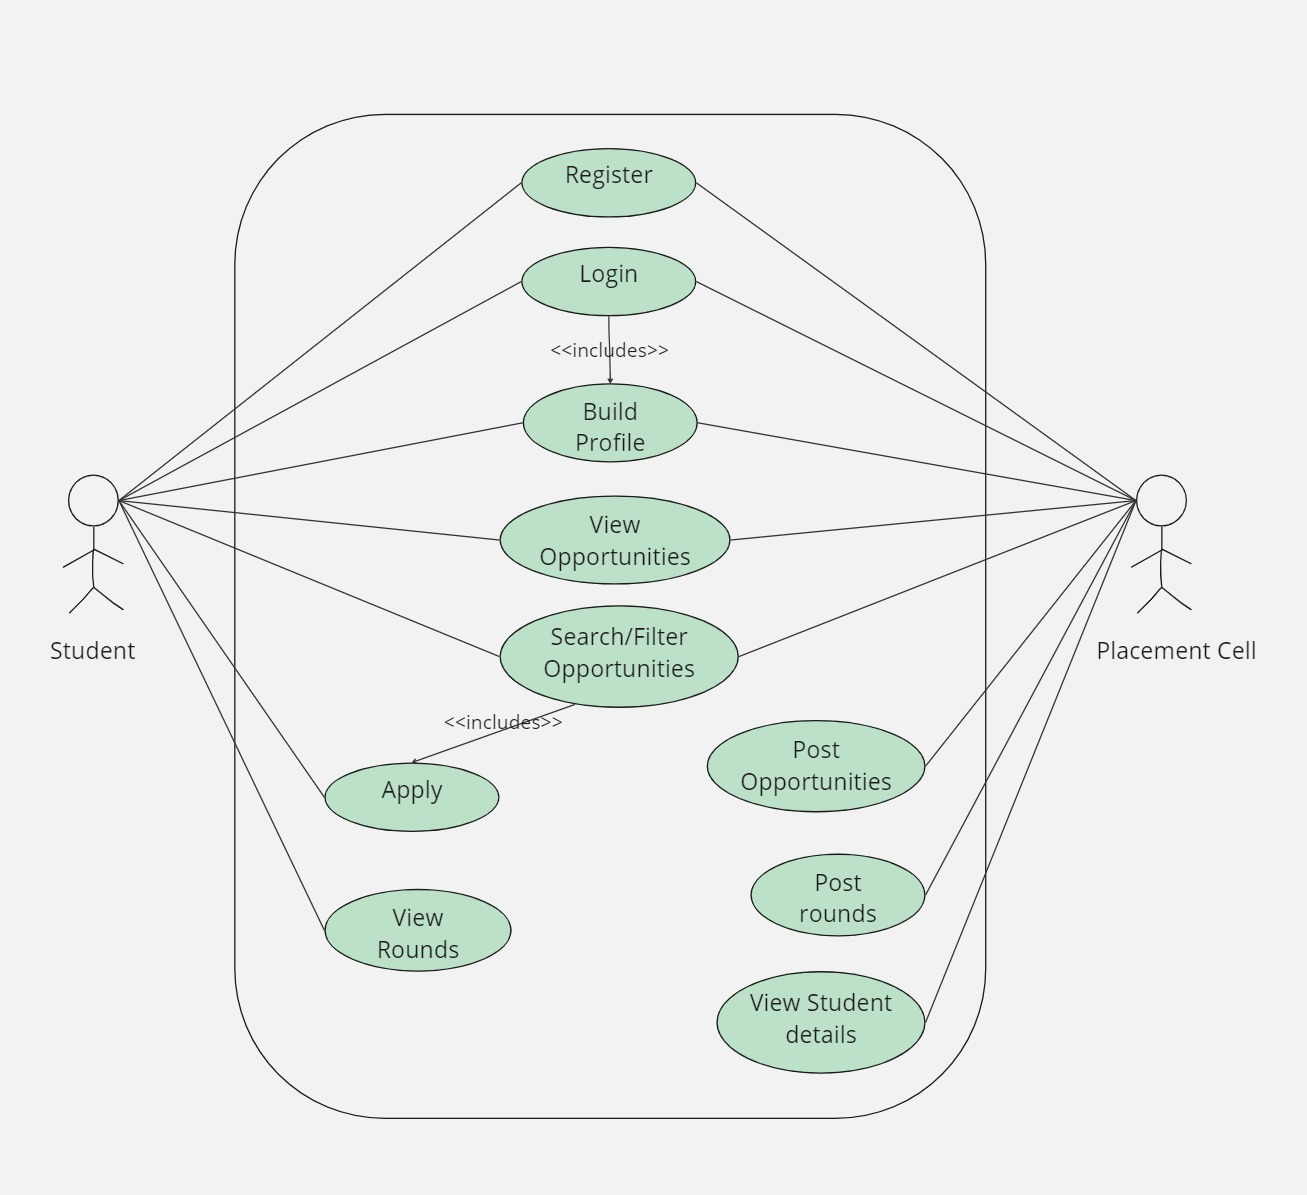 Register
Login
<<includes>>
Build
Profile
View
Opportunities
Search/Filter
Opportunities
Student
Placement Cell
<<includes>>
Post
Opportunities
Apply
Post
rounds
View
Rounds
View Student
details